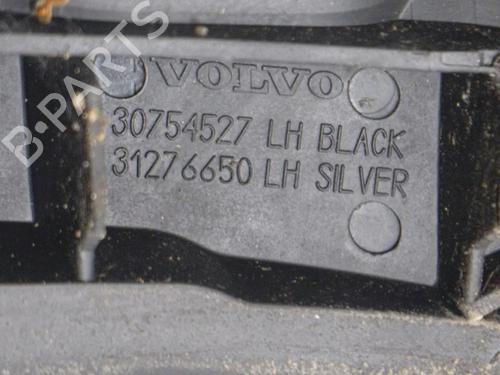 B-PARTS
VOLVO
30754527 LH BLACK
31276650 LH SILVER